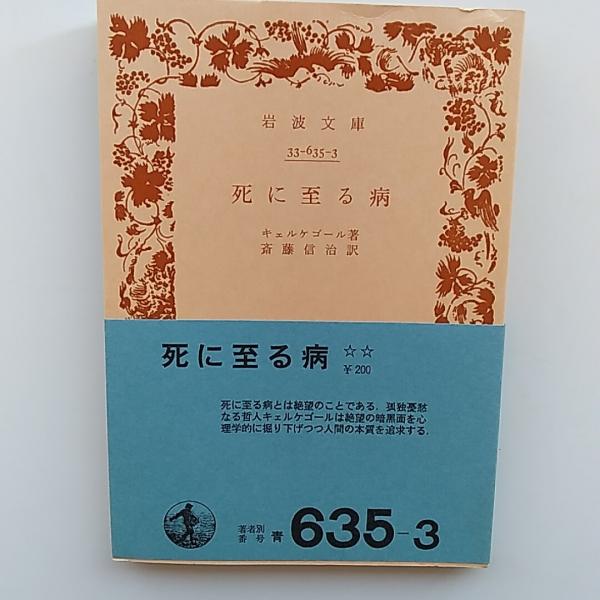 岩波文庫
33-635-3
死に至る病
キェルケゴール著
斎藤信治訳
死に至る病 ☆☆
¥200
死に至る病とは絶望のことである．孤独憂愁
なる哲人キェルケゴールは絶望の暗黒面を心
理学的に掘り下げつつ人間の本質を追求する．
著者別
番号 青 635-3